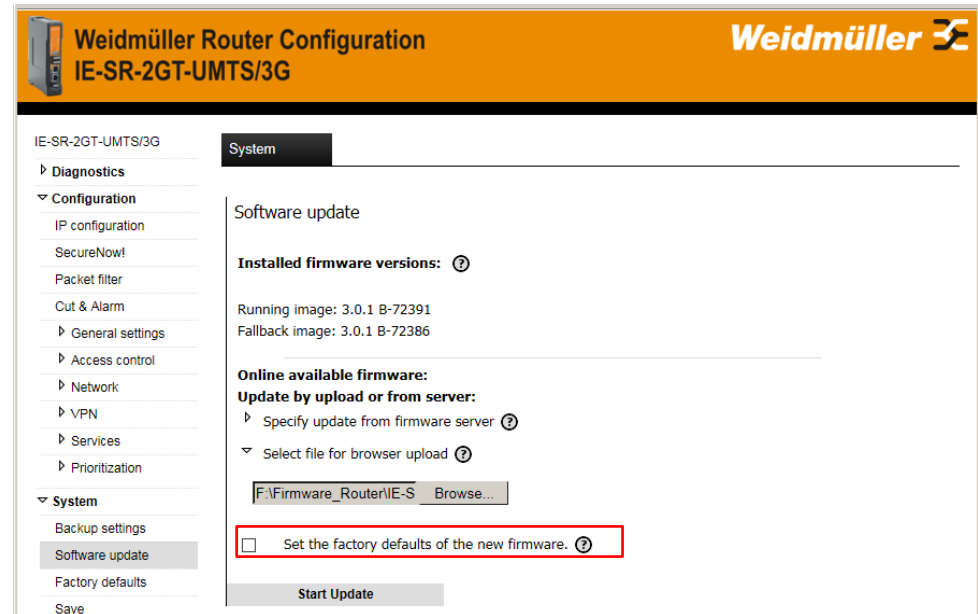 Weidmüller Router Configuration
IE-SR-2GT-UMTS/3G
Weidmüller
IE-SR-2GT-UMTS/3G
Diagnostics
Configuration
IP configuration
SecureNow!
Packet filter
Cut & Alarm
General settings
Access control
Network
VPN
Services
Prioritization
System
Backup settings
Software update
Factory defaults
Save
System
Software update
Installed firmware versions: ?
Running image: 3.0.1 B-72391
Fallback image: 3.0.1 B-72386
Online available firmware:
Update by upload or from server:
Specify update from firmware server ?
Select file for browser upload ?
F:\Firmware_Router\IE-S Browse...
Set the factory defaults of the new firmware. ?
Start Update